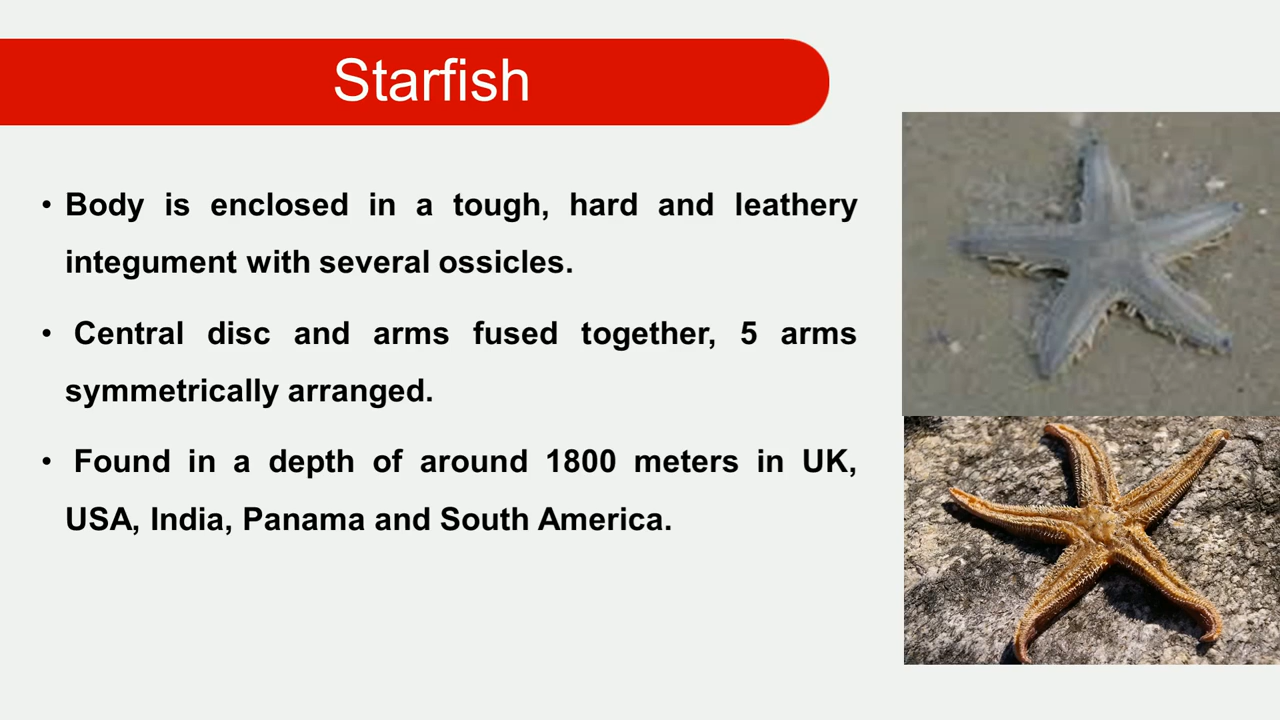 Starfish
• Body is enclosed in a tough, hard and leathery
integument with several ossicles.
• Central disc and arms fused together, 5 arms
symmetrically arranged.
• Found in a depth of around 1800 meters in UK,
USA, India, Panama and South America.